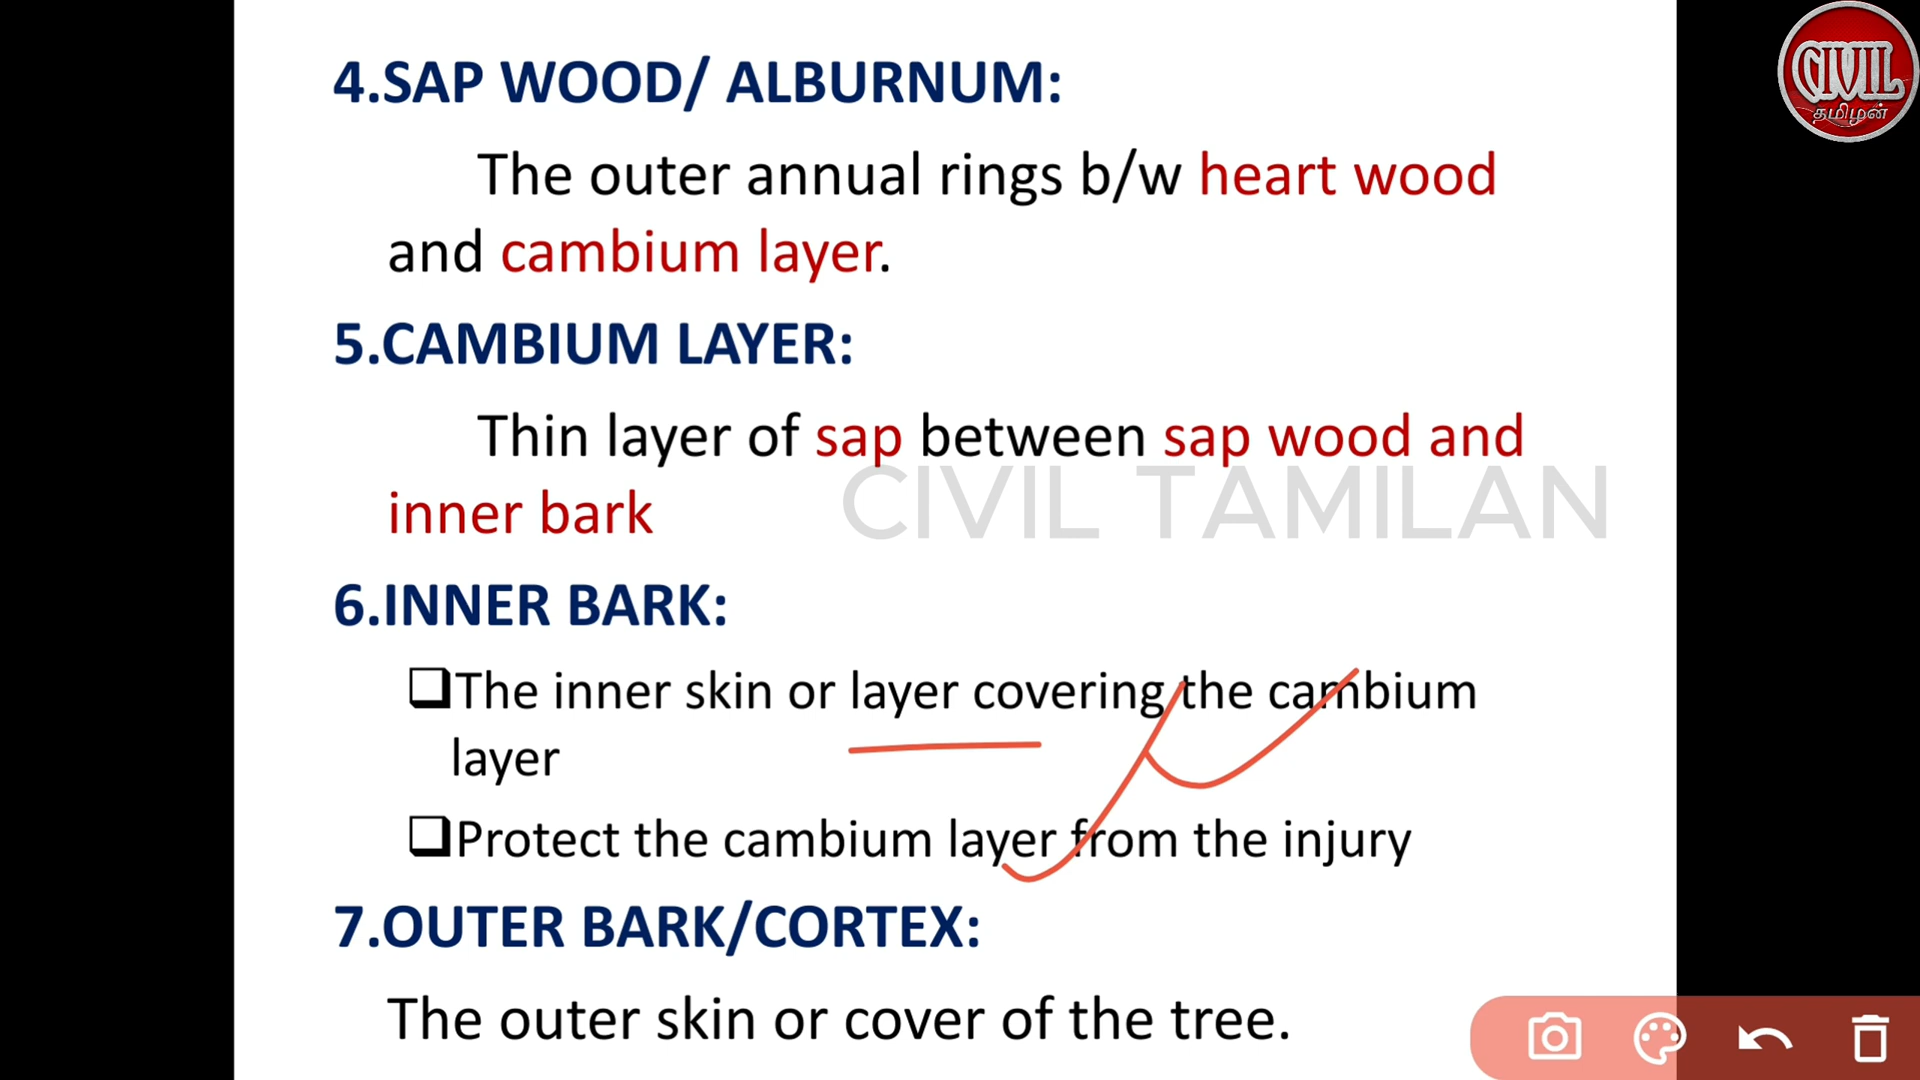 4.SAP WOOD/ ALBURNUM:
The outer annual rings b/w heart wood
and cambium layer.
5.CAMBIUM LAYER:
Thin layer of sap between sap wood and
inner bark
CIVIL TAMILAN
6.INNER BARK:
❑The inner skin or layer covering the cambium
layer
❑Protect the cambium layer from the injury
7.OUTER BARK/CORTEX:
The outer skin or cover of the tree.
CIVIL
தமிழன்